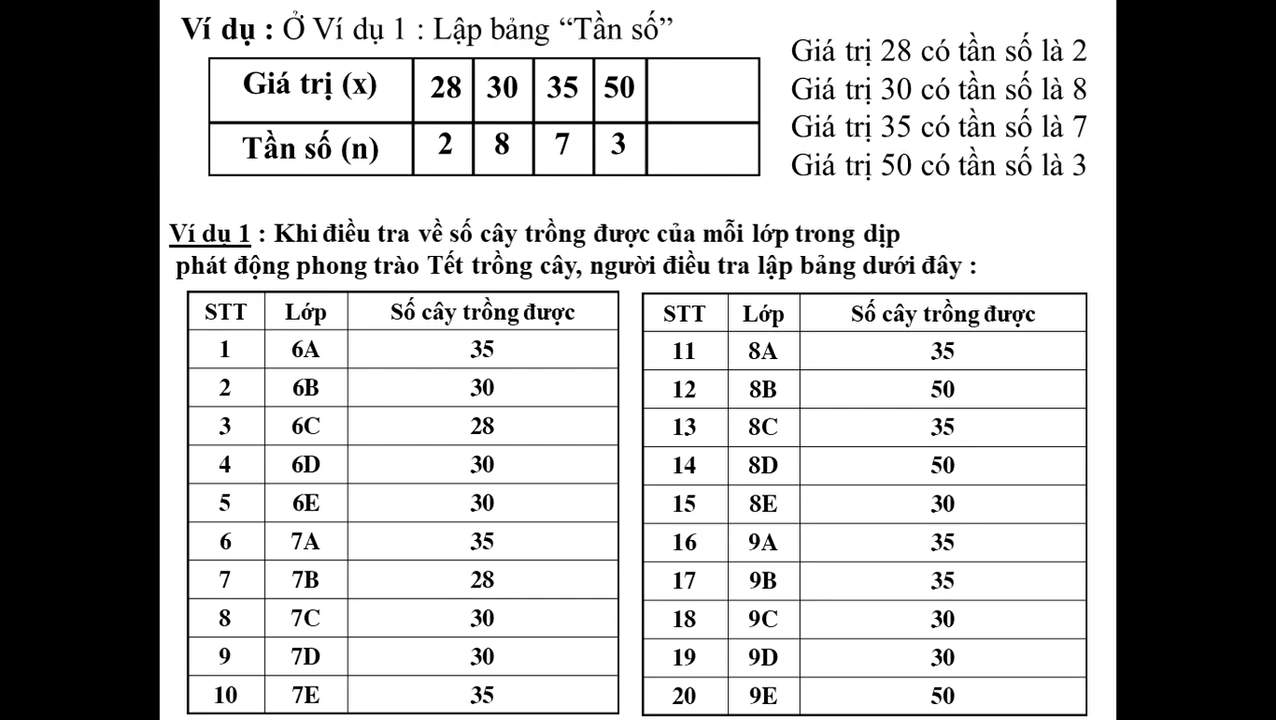 Ví dụ : Ở Ví dụ 1 : Lập bảng “Tần số”
Giá trị (x) 28 30 35 50
Tần số (n) 2 8 7 3
Giá trị 28 có tần số là 2
Giá trị 30 có tần số là 8
Giá trị 35 có tần số là 7
Giá trị 50 có tần số là 3
Ví dụ 1 : Khi điều tra về số cây trồng được của mỗi lớp trong dịp
phát động phong trào Tết trồng cây, người điều tra lập bảng dưới đây :
STT Lớp Số cây trồng được
1 6A 35
2 6B 30
3 6C 28
4 6D 30
5 6E 30
6 7A 35
7 7B 28
8 7C 30
9 7D 30
10 7E 35
STT Lớp Số cây trồng được
11 8A 35
12 8B 50
13 8C 35
14 8D 50
15 8E 30
16 9A 35
17 9B 35
18 9C 30
19 9D 30
20 9E 50